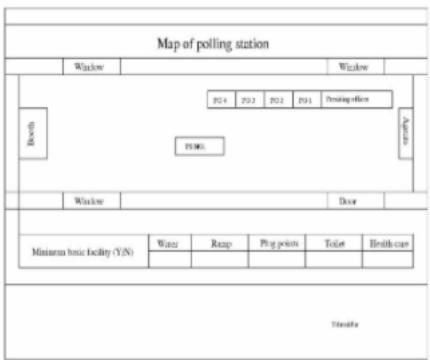 Map of polling station
Window Window
PO 4 PO 3 PO 2 PO 1 Presiding officer
Booth
Agents
Window Door
Minimum basic facility (Y/N) Water Ramp Plug points Toilet Health care